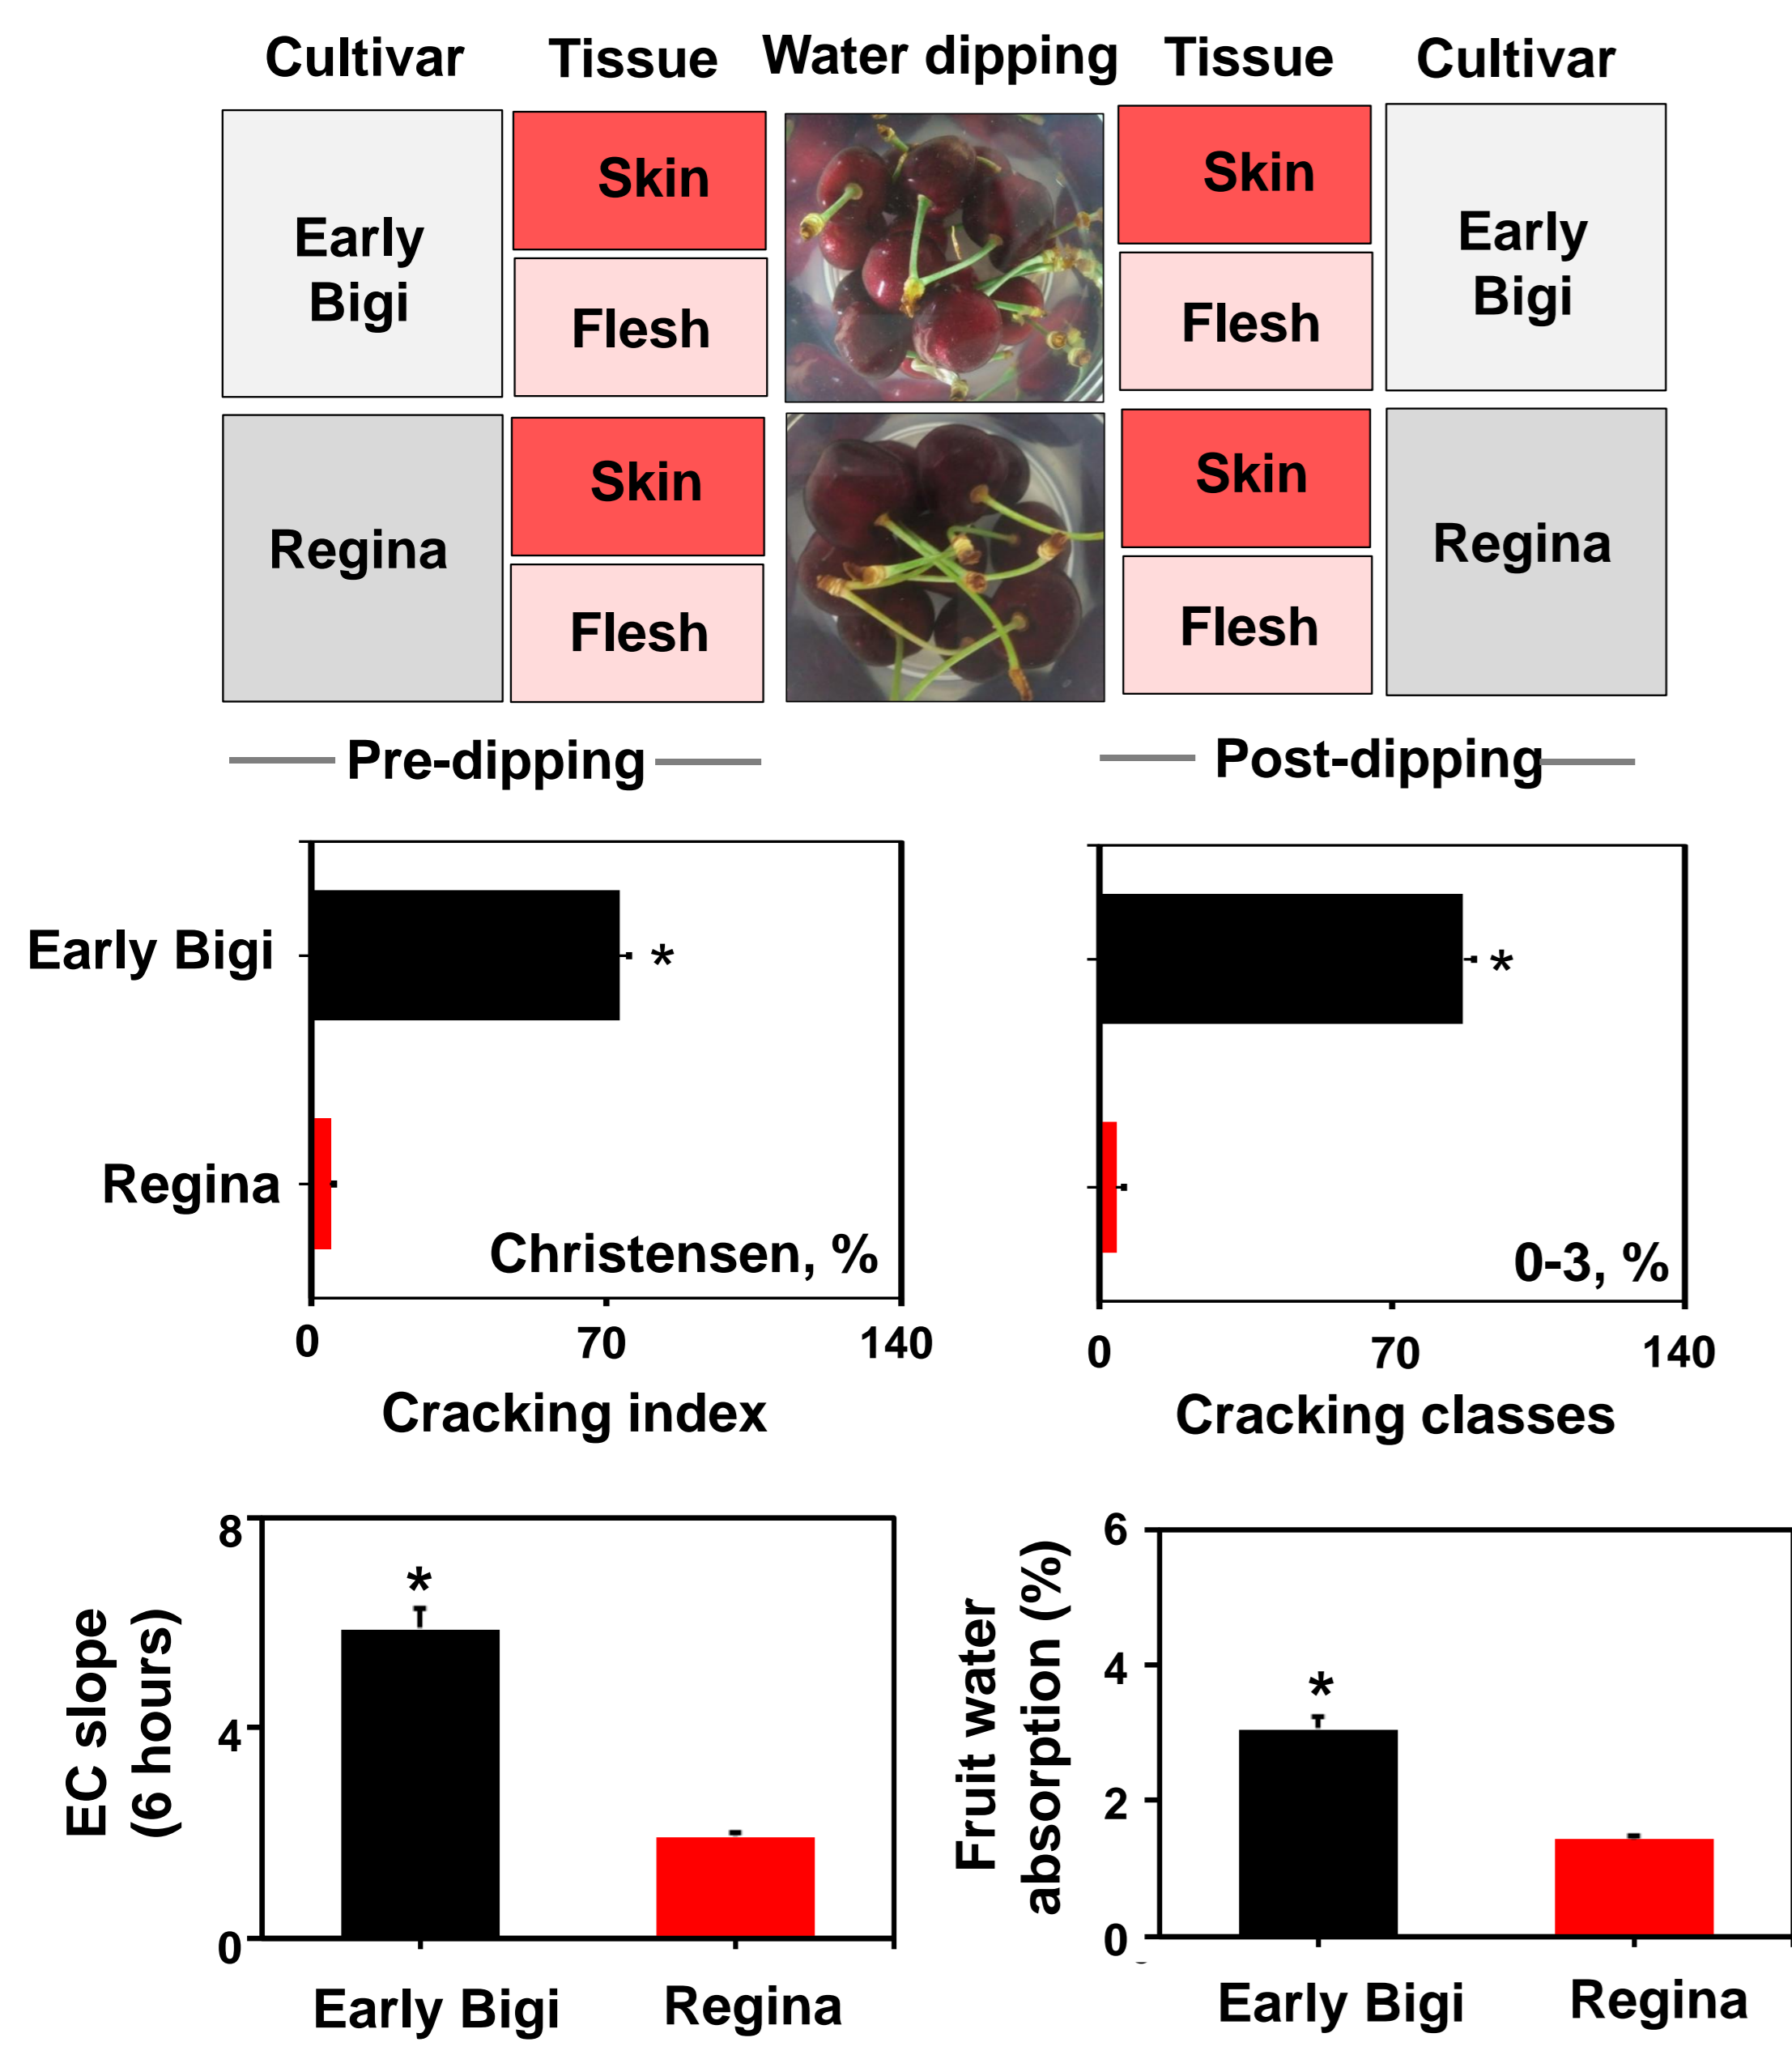 Cultivar Tissue Water dipping Tissue Cultivar
Early
Bigi
Skin
Flesh
Skin
Flesh
Early
Bigi
Regina
Skin
Flesh
Skin
Flesh
Regina
Pre-dipping
Post-dipping
Early Bigi
*
Regina
Christensen, %
0 70 140
Cracking index
*
0-3, %
0 70 140
Cracking classes
EC slope
(6 hours)
8
4
0
*
Early Bigi Regina
Fruit water
absorption (%)
6
4
2
0
*
Early Bigi Regina